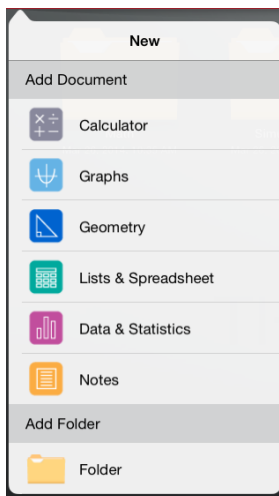 New
Add Document
Calculator
Graphs
Geometry
Lists & Spreadsheet
Data & Statistics
Notes
Add Folder
Folder